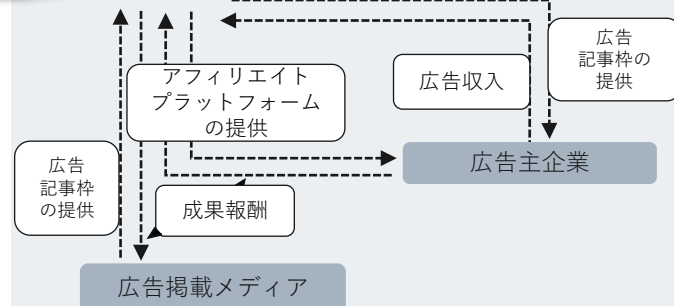 広告
記事枠の
提供
アフィリエイト
プラットフォーム
の提供
広告収入
広告主企業
広告
記事枠
の提供
成果報酬
広告掲載メディア